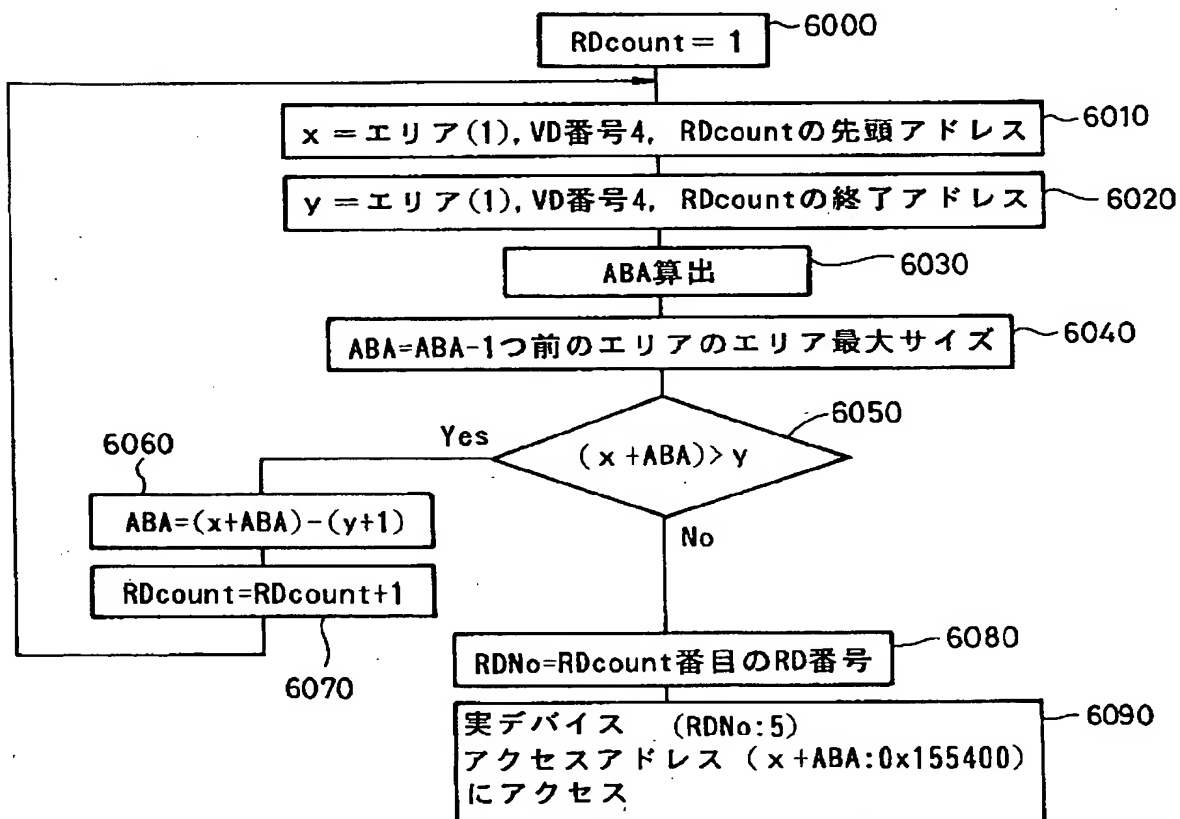 RDcount = 1
6000
x =エリア(1), VD番号4, RDcountの先頭アドレス
6010
y =エリア(1), VD番号4, RDcountの終了アドレス
6020
ABA算出
6030
ABA=ABA-1つ前のエリアのエリア最大サイズ
6040
(x+ABA)>y
6050
Yes
No
6060
ABA=(x+ABA)-(y+1)
RDcount=RDcount+1
6070
RDNo=RDcount番目のRD番号
6080
実デバイス (RDNo:5)
アクセスアドレス (x+ABA:0x155400)
にアクセス
6090